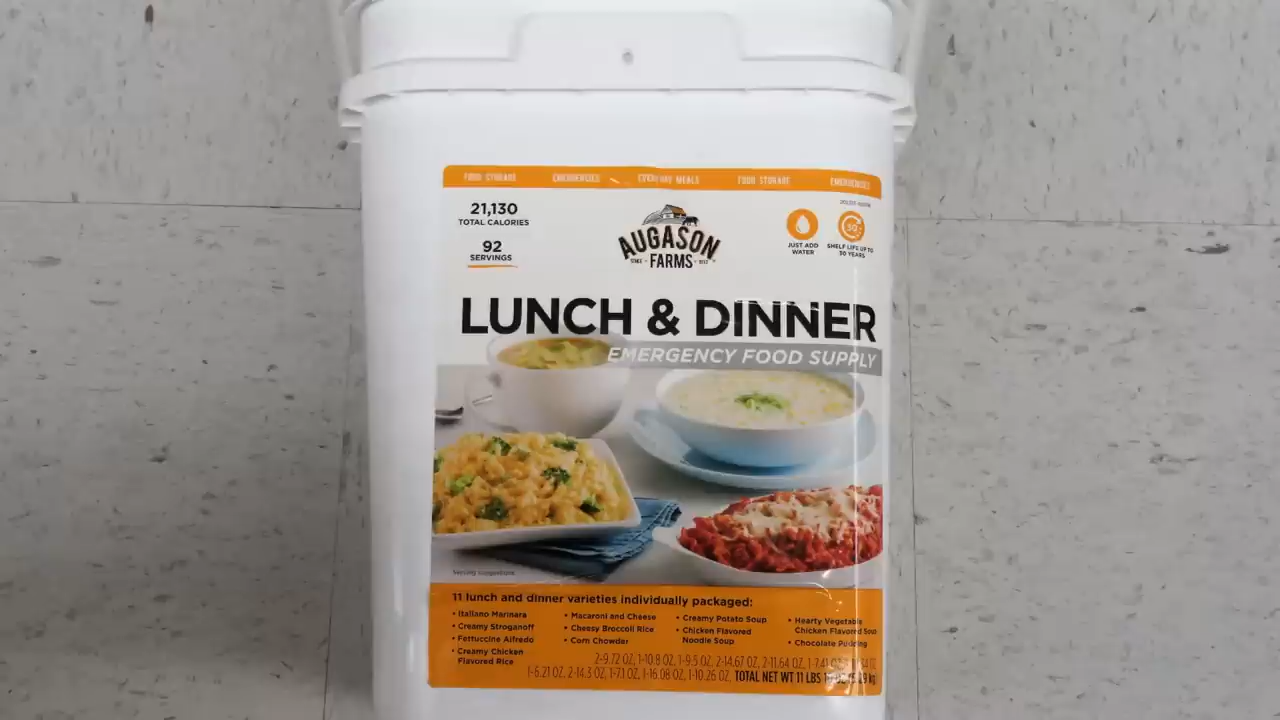 FOOD STORAGE EMERGENCIES EVERYDAY MEALS FOOD STORAGE EMERGENCIES
21,130
TOTAL CALORIES
92
SERVINGS
AUGASON
FARMS
JUST ADD
WATER
30
SHELF LIFE UP TO
30 YEARS
LUNCH & DINNER
EMERGENCY FOOD SUPPLY
Serving suggestions
11 lunch and dinner varieties individually packaged:
• Italiano Marinara
• Creamy Stroganoff
• Fettuccine Alfredo
• Creamy Chicken
Flavored Rice
• Macaroni and Cheese
• Cheesy Broccoli Rice
• Corn Chowder
• Creamy Potato Soup
• Chicken Flavored
Noodle Soup
• Hearty Vegetable
Chicken Flavored Soup
• Chocolate Pudding
2-9.72 OZ, 1-10.8 OZ, 1-9.5 OZ, 2-14.67 OZ, 2-11.64 OZ, 1-7.41 OZ,
1-6.21 OZ, 2-14.3 OZ, 1-7.1 OZ, 1-16.08 OZ, 1-10.26 OZ, TOTAL NET WT 11 LBS